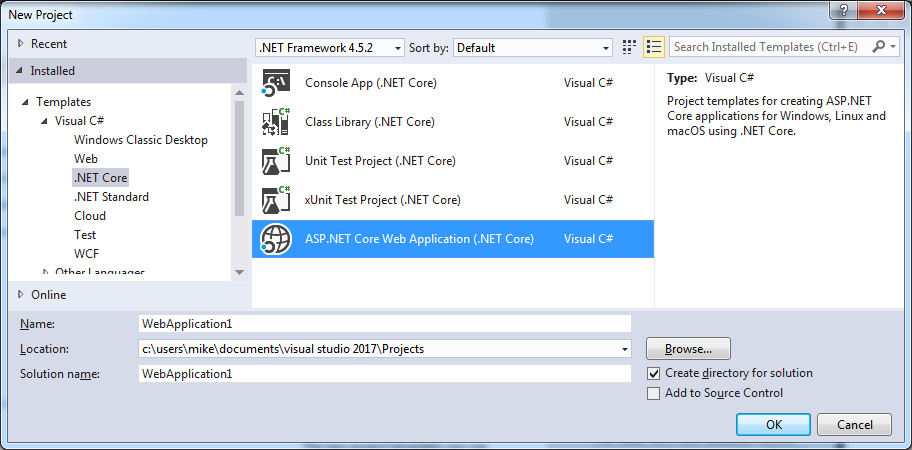 New Project
Recent
Installed
Templates
Visual C#
Windows Classic Desktop
Web
.NET Core
.NET Standard
Cloud
Test
WCF
Other Languages
Online
.NET Framework 4.5.2
Sort by:
Default
Search Installed Templates (Ctrl+E)
Console App (.NET Core) Visual C#
Class Library (.NET Core) Visual C#
Unit Test Project (.NET Core) Visual C#
xUnit Test Project (.NET Core) Visual C#
ASP.NET Core Web Application (.NET Core) Visual C#
Type: Visual C#
Project templates for creating ASP.NET
Core applications for Windows, Linux and
macOS using .NET Core.
Name: WebApplication1
Location: c:\users\mike\documents\visual studio 2017\Projects
Browse...
Solution name: WebApplication1
Create directory for solution
Add to Source Control
OK
Cancel